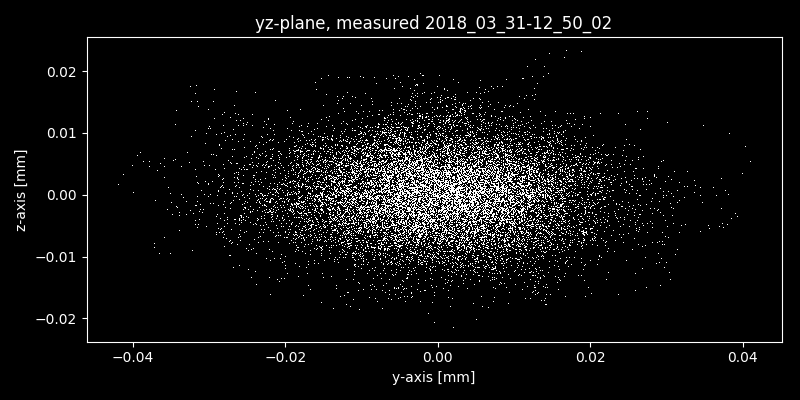 yz-plane, measured 2018_03_31-12_50_02
0.02
0.01
0.00
−0.01
−0.02
z-axis [mm]
−0.04 −0.02 0.00 0.02 0.04
y-axis [mm]